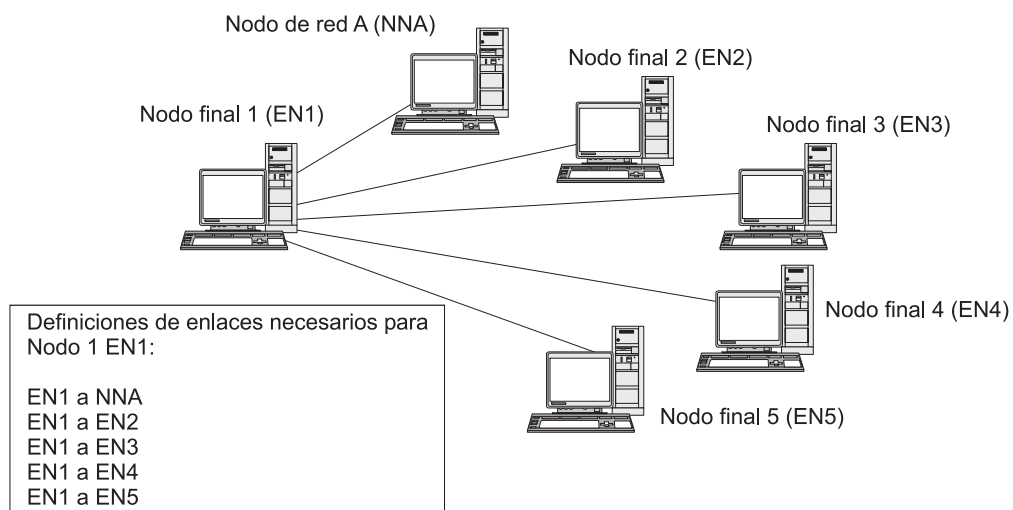 Nodo de red A (NNA)
Nodo final 2 (EN2)
Nodo final 1 (EN1)
Nodo final 3 (EN3)
Nodo final 4 (EN4)
Nodo final 5 (EN5)
Definiciones de enlaces necesarios para
Nodo 1 EN1:
EN1 a NNA
EN1 a EN2
EN1 a EN3
EN1 a EN4
EN1 a EN5